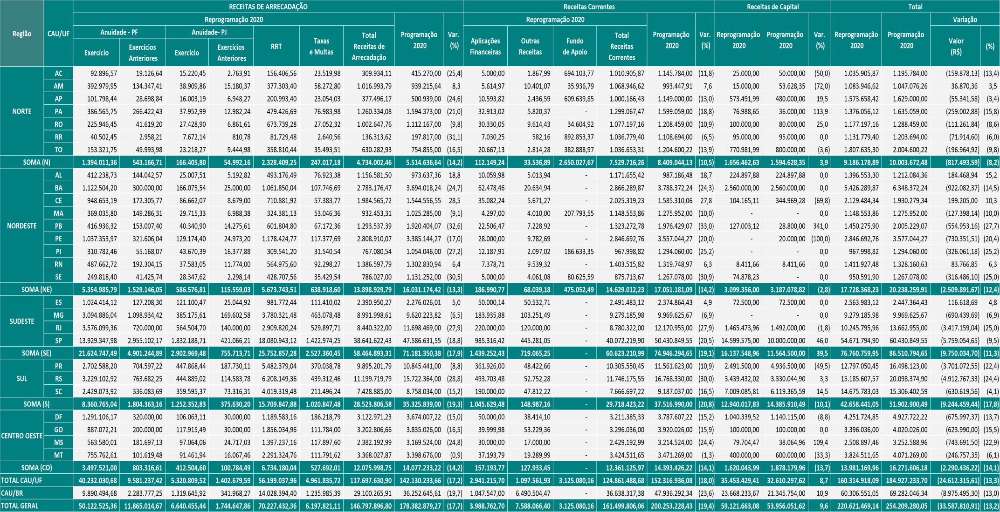 RECEITAS DE ARRECADAÇÃO Receitas Correntes Receitas de Capital Total
Reprogramação 2020 Reprogramação 2020 Variação
Região CAU/UF Anuidade - PF Anuidade- PJ RRT Taxas e Multas Total Receitas de Arrecadação Programação 2020 Var. (%) Aplicações Financeiras Outras Receitas Fundo de Apoio Total Receitas Correntes Programação 2020 Var. (%) Reprogramação 2020 Programação 2020 Var. (%) Reprogramação 2020 Programação 2020 Valor (R$) (%)
Exercício Exercícios Anteriores Exercício Exercícios Anteriores
NORTE
AC 92.896,57 19.126,64 15.220,45 2.763,91 156.406,56 23.519,98 309.934,11 415.270,00 (25,4) 5.000,00 1.867,99 694.103,77 1.010.905,87 1.145.784,00 (11,8) 25.000,00 50.000,00 (50,0) 1.035.905,87 1.195.784,00 (159.878,13) (13,4)
AM 392.979,95 134.347,41 38.909,86 15.180,37 377.303,40 58.272,80 1.016.993,79 939.215,64 8,3 5.614,97 10.401,07 35.936,79 1.068.946,62 993.447,91 7,6 15.000,00 53.628,35 (72,0) 1.083.946,62 1.047.076,26 36.870,36 3,5
AP 101.798,44 28.698,84 16.003,19 6.948,27 200.993,40 23.054,03 377.496,17 500.939,00 (24,6) 10.593,82 2.436,59 609.639,85 1.000.166,43 1.149.000,00 (13,0) 573.491,99 480.000,00 19,5 1.573.658,42 1.629.000,00 (55.341,58) (3,4)
PA 386.565,75 266.422,43 37.952,99 12.982,24 479.426,69 76.983,98 1.260.334,08 1.594.373,00 (21,0) 32.913,02 5.820,37 - 1.299.067,47 1.599.059,00 (18,8) 76.988,65 36.000,00 113,9 1.376.056,12 1.635.059,00 (259.002,88) (15,8)
RO 225.946,45 41.619,20 27.428,90 6.861,61 673.739,28 27.052,32 1.002.647,76 1.112.167,00 (9,8) 30.330,05 9.614,43 34.604,92 1.077.197,16 1.208.459,00 (10,9) 100.000,00 80.000,00 25,0 1.177.197,16 1.288.459,00 (111.261,84) (8,6)
RR 40.502,45 2.958,21 7.672,14 810,78 81.729,48 2.640,56 136.313,62 197.817,00 (31,1) 7.030,25 582,16 892.853,37 1.036.779,40 1.108.694,00 (6,5) 95.000,00 95.000,00 0,0 1.131.779,40 1.203.694,00 (71.914,60) (6,0)
TO 153.321,75 49.993,98 23.218,27 9.444,98 358.810,44 35.493,51 630.282,93 754.855,00 (16,5) 20.667,13 2.814,28 382.888,97 1.036.653,31 1.204.600,22 (13,9) 770.981,99 800.000,00 (3,6) 1.807.635,30 2.004.600,22 (196.964,92) (9,8)
SOMA (N) 1.394.011,36 543.166,71 166.405,80 54.992,16 2.328.409,25 247.017,18 4.734.002,46 5.514.636,64 (14,2) 112.149,24 33.536,89 2.650.027,67 7.529.716,26 8.409.044,13 (10,5) 1.656.462,63 1.594.628,35 3,9 9.186.178,89 10.003.672,48 (817.493,59) (8,2)
NORDESTE
AL 412.238,73 144.042,57 25.007,51 5.192,82 493.176,49 76.923,38 1.156.581,50 973.637,36 18,8 10.059,98 5.013,94 - 1.171.655,42 987.186,48 18,7 224.897,88 224.897,88 0,0 1.396.553,30 1.212.084,36 184.468,94 15,2
BA 1.122.504,20 300.000,00 166.075,54 25.000,00 1.061.850,04 107.746,69 2.783.176,47 3.694.018,24 (24,7) 62.478,46 20.634,94 - 2.866.289,87 3.788.372,24 (24,3) 2.560.000,00 2.560.000,00 0,0 5.426.289,87 6.348.372,24 (922.082,37) (14,5)
CE 948.653,19 172.305,77 86.662,07 8.679,00 710.881,92 57.383,77 1.984.565,72 1.544.556,55 28,5 35.082,24 5.671,27 - 2.025.319,23 1.585.310,06 27,8 104.165,11 344.969,28 (69,8) 2.129.484,34 1.930.279,34 199.205,00 10,3
MA 369.035,80 149.286,31 29.715,33 6.988,38 324.381,13 53.046,36 932.453,31 1.025.285,00 (9,1) 4.297,00 4.010,00 207.793,55 1.148.553,86 1.275.952,00 (10,0) - - 0,0 1.148.553,86 1.275.952,00 (127.398,14) (10,0)
PB 416.936,32 153.007,40 40.340,90 14.275,61 601.804,80 67.172,36 1.293.537,39 1.920.404,07 (32,6) 22.506,47 7.228,92 - 1.323.272,78 1.976.429,07 (33,0) 127.003,12 28.800,00 341,0 1.450.275,90 2.005.229,07 (554.953,16) (27,7)
PE 1.037.353,97 321.606,04 129.174,40 24.973,20 1.178.424,77 117.377,69 2.808.910,07 3.385.144,27 (17,0) 28.000,00 9.782,69 - 2.846.692,76 3.557.044,27 (20,0) - 20.000,00 (100,0) 2.846.692,76 3.577.044,27 (730.351,51) (20,4)
PI 310.782,46 55.168,07 43.670,39 16.377,88 309.541,20 31.540,54 767.080,54 1.054.046,00 (27,2) 12.187,91 2.097,02 186.633,35 967.998,82 1.294.060,00 (25,2) - - 0,0 967.998,82 1.294.060,00 (326.061,18) (25,2)
RN 487.662,72 192.304,15 37.583,05 11.774,00 564.975,60 92.298,27 1.386.597,79 1.302.830,94 6,4 7.378,71 9.539,32 - 1.403.515,82 1.319.748,97 6,3 8.411,66 8.411,66 0,0 1.411.927,48 1.328.160,63 83.766,85 6,3
SE 249.818,40 41.425,74 28.347,62 2.298,14 428.707,56 35.429,54 786.027,00 1.131.252,00 (30,5) 5.000,00 4.061,08 80.625,59 875.713,67 1.267.078,00 (30,9) 74.878,23 - 0,0 950.591,90 1.267.078,00 (316.486,10) (25,0)
SOMA (NE) 5.354.985,79 1.529.146,05 586.576,81 115.559,03 5.673.743,51 638.918,60 13.898.929,79 16.031.174,42 (13,3) 186.990,77 68.039,18 475.052,49 14.629.012,23 17.051.181,09 (14,2) 3.099.356,00 3.187.078,82 (2,8) 17.728.368,23 20.238.259,91 (2.509.891,67) (12,4)
SUDESTE
ES 1.024.414,12 127.208,30 121.100,47 25.044,92 981.772,44 111.410,02 2.390.950,27 2.276.026,01 5,0 50.000,14 50.532,71 - 2.491.483,12 2.374.864,43 4,9 72.500,00 72.500,00 0,0 2.563.983,12 2.447.364,43 116.618,69 4,8
MG 3.094.886,04 1.098.934,42 385.175,61 169.602,58 3.780.321,48 463.078,48 8.991.998,61 9.620.223,82 (6,5) 183.935,88 103.251,49 - 9.279.185,98 9.969.625,67 (6,9) - - 0,0 9.279.185,98 9.969.625,67 (690.439,69) (6,9)
RJ 3.576.099,36 720.000,00 564.504,70 140.000,00 2.909.820,24 529.897,71 8.440.322,00 11.698.469,00 (27,9) 220.000,00 120.000,00 - 8.780.322,00 12.170.955,00 (27,9) 1.465.473,96 1.492.000,00 (1,8) 10.245.795,96 13.662.955,00 (3.417.159,04) (25,0)
SP 13.929.347,98 2.955.102,17 1.832.188,71 421.066,21 18.080.943,12 1.422.974,25 38.641.622,43 47.586.631,55 (18,8) 985.316,42 445.281,05 - 40.072.219,90 50.430.849,55 (20,5) 14.599.575,00 10.000.000,00 46,0 54.671.794,90 60.430.849,55 (5.759.054,65) (9,5)
SOMA (SE) 21.624.747,49 4.901.244,89 2.902.969,48 755.713,71 25.752.857,28 2.527.360,45 58.464.893,31 71.181.350,38 (17,9) 1.439.252,43 719.065,25 - 60.623.210,99 74.946.294,65 (19,1) 16.137.548,96 11.564.500,00 39,5 76.760.759,95 86.510.794,65 (9.750.034,70) (11,3)
SUL
PR 2.702.588,20 704.597,22 447.868,44 187.730,11 5.482.379,04 370.038,78 9.895.201,79 10.845.441,00 (8,8) 361.926,00 48.422,66 - 10.305.550,45 11.561.623,00 (10,9) 2.491.500,00 4.936.500,00 (49,5) 12.797.050,45 16.498.123,00 (3.701.072,55) (22,4)
RS 3.229.102,92 763.682,25 444.889,02 114.583,78 6.208.149,36 439.312,46 11.199.719,79 15.722.364,00 (28,8) 493.703,48 52.752,28 - 11.746.175,55 16.768.330,00 (30,0) 3.439.432,02 3.330.044,90 3,3 15.185.607,57 20.098.374,90 (4.912.767,33) (24,4)
SC 2.429.073,92 336.083,69 359.595,37 73.316,31 4.019.319,48 211.496,24 7.428.885,00 8.758.034,00 (15,2) 190.000,00 47.812,22 - 7.666.697,22 9.187.037,00 (16,5) 7.009.085,81 6.119.365,59 14,5 14.675.783,03 15.306.402,59 (630.619,56) (4,1)
SOMA (S) 8.360.765,04 1.804.363,16 1.252.352,83 375.630,20 15.709.847,88 1.020.847,48 28.523.806,58 35.325.839,00 (19,3) 1.045.629,48 148.987,16 - 29.718.423,22 37.516.990,00 (20,8) 12.940.017,83 14.385.910,49 (10,1) 42.658.441,05 51.902.900,49 (9.244.459,44) (17,8)
CENTRO OESTE
DF 1.291.106,17 320.000,00 106.063,11 30.000,00 1.189.583,16 186.218,79 3.122.971,23 3.674.007,22 (15,0) 50.000,00 38.414,10 - 3.211.385,33 3.787.607,22 (15,2) 1.040.339,52 1.140.115,00 (8,8) 4.251.724,85 4.927.722,22 (675.997,37) (13,7)
GO 887.072,21 200.000,00 117.915,49 30.000,00 1.856.034,96 111.784,00 3.202.806,66 3.835.026,00 (16,5) 39.999,98 53.229,36 - 3.296.036,00 3.920.026,00 (15,9) 100.000,00 100.000,00 0,0 3.396.036,00 4.020.026,00 (623.990,00) (15,5)
MS 563.580,01 181.697,13 97.064,06 24.717,03 1.397.237,16 117.897,60 2.382.192,99 3.169.524,00 (24,8) 30.000,00 17.000,00 - 2.429.192,99 3.214.524,00 (24,4) 79.704,47 38.064,96 109,4 2.508.897,46 3.252.588,96 (743.691,50) (22,9)
MT 755.762,61 101.619,48 91.461,94 16.067,46 2.291.324,76 111.791,62 3.368.027,87 3.398.676,00 (0,9) 37.193,79 19.289,99 - 3.424.511,65 3.471.269,00 (1,3) 400.000,00 600.000,00 (33,3) 3.824.511,65 4.071.269,00 (246.757,35) (6,1)
SOMA (CO) 3.497.521,00 803.316,61 412.504,60 100.784,49 6.734.180,04 527.692,01 12.075.998,75 14.077.233,22 (14,2) 157.193,77 127.933,45 - 12.361.125,97 14.393.426,22 (14,1) 1.620.043,99 1.878.179,96 (13,7) 13.981.169,96 16.271.606,18 (2.290.436,22) (14,1)
TOTAL CAU/UF 40.232.030,68 9.581.237,42 5.320.809,52 1.402.679,59 56.199.037,96 4.961.835,72 117.697.630,90 142.130.233,66 (17,2) 2.941.215,70 1.097.561,93 3.125.080,16 124.861.488,68 152.316.936,08 (18,0) 35.453.429,41 32.610.297,62 8,7 160.314.918,09 184.927.233,70 (24.612.315,61) (13,3)
CAU/BR 9.890.494,68 2.283.777,25 1.319.645,92 341.968,27 14.028.394,40 1.235.985,39 29.100.265,91 36.252.645,61 (19,7) 1.047.547,00 6.490.504,47 - 36.638.317,38 47.936.292,34 (23,6) 23.668.233,67 21.345.754,00 10,9 60.306.551,05 69.282.046,34 (8.975.495,30) (13,0)
TOTAL GERAL 50.122.525,36 11.865.014,67 6.640.455,44 1.744.647,86 70.227.432,36 6.197.821,11 146.797.896,80 178.382.879,27 (17,7) 3.988.762,70 7.588.066,40 3.125.080,16 161.499.806,06 200.253.228,43 (19,4) 59.121.663,08 53.956.051,62 9,6 220.621.469,14 254.209.280,05 (33.587.810,91) (13,2)